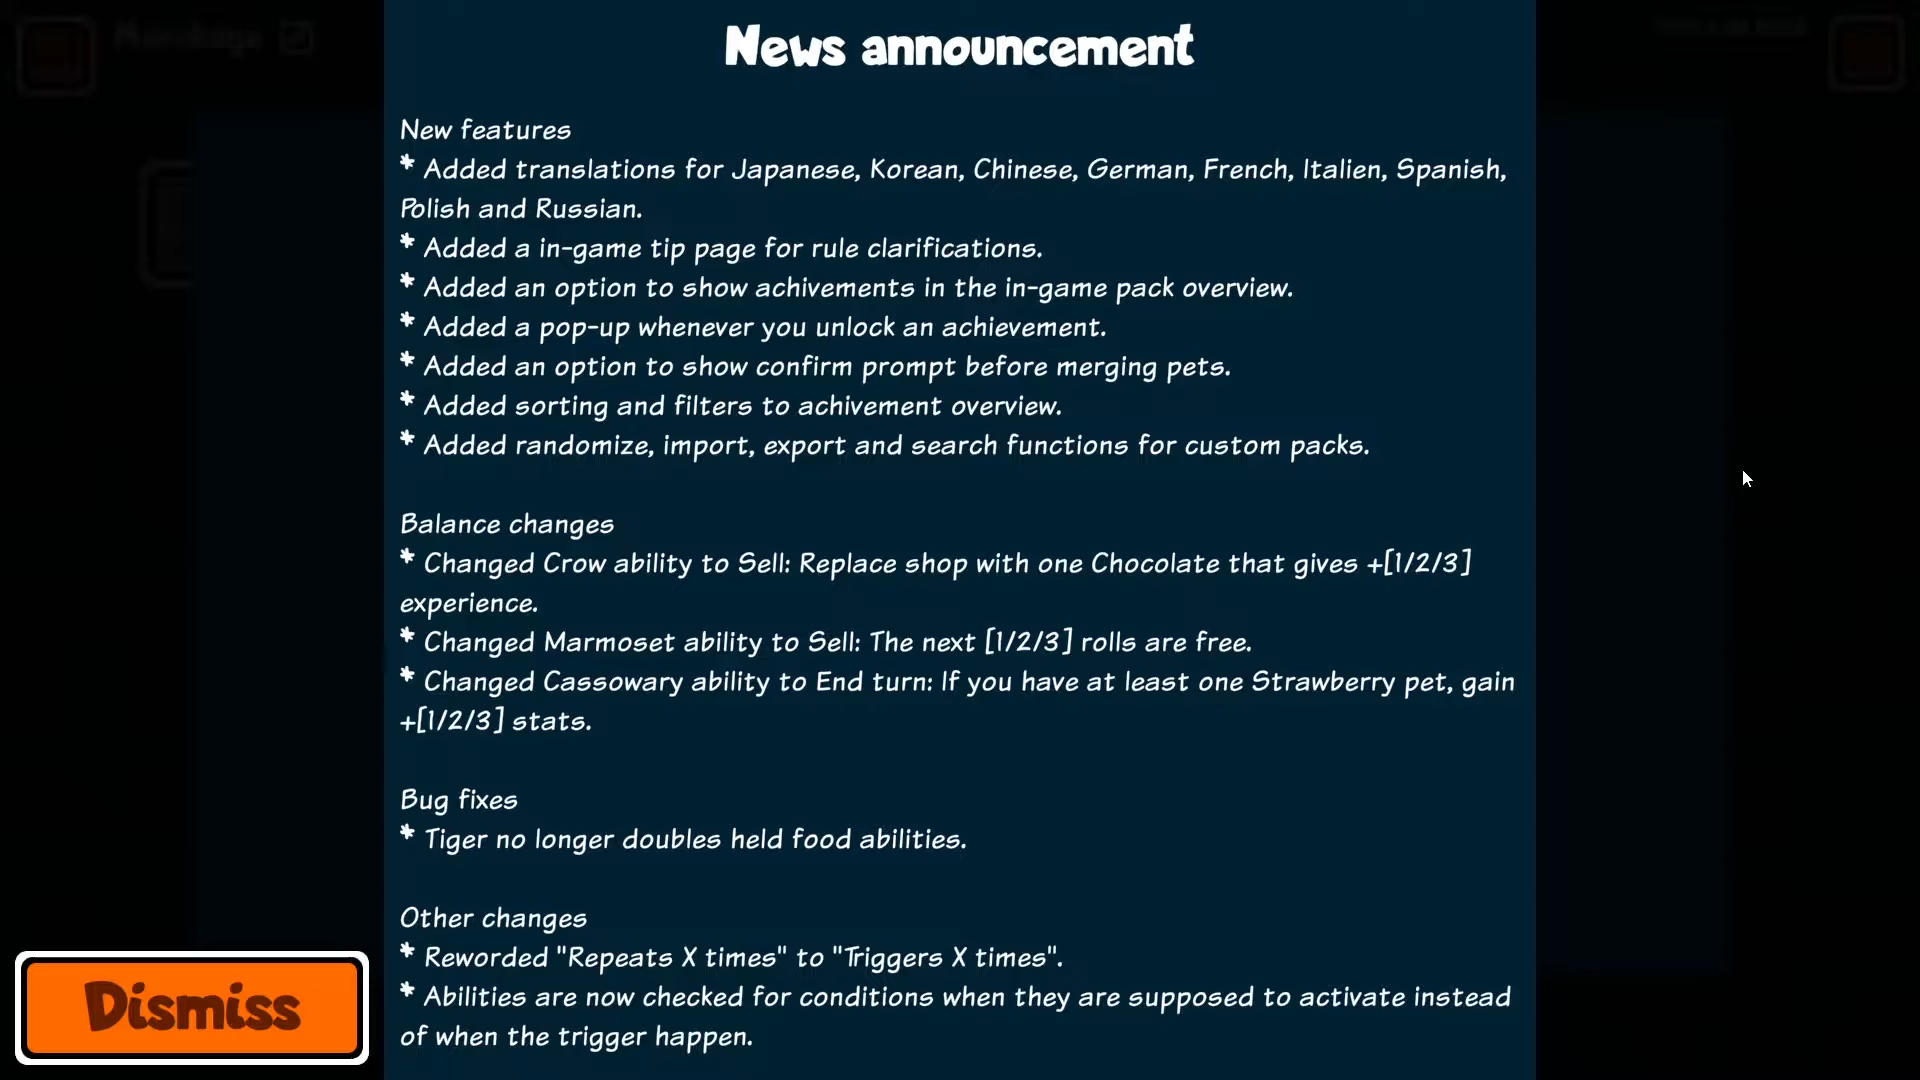 News announcement
New features
* Added translations for Japanese, Korean, Chinese, German, French, Italien, Spanish,
Polish and Russian.
* Added a in-game tip page for rule clarifications.
* Added an option to show achivements in the in-game pack overview.
* Added a pop-up whenever you unlock an achievement.
* Added an option to show confirm prompt before merging pets.
* Added sorting and filters to achivement overview.
* Added randomize, import, export and search functions for custom packs.
Balance changes
* Changed Crow ability to Sell: Replace shop with one Chocolate that gives +[1/2/3]
experience.
* Changed Marmoset ability to Sell: The next [1/2/3] rolls are free.
* Changed Cassowary ability to End turn: If you have at least one Strawberry pet, gain
+[1/2/3] stats.
Bug fixes
* Tiger no longer doubles held food abilities.
Other changes
* Reworded "Repeats X times" to "Triggers X times".
* Abilities are now checked for conditions when they are supposed to activate instead
of when the trigger happen.
Dismiss